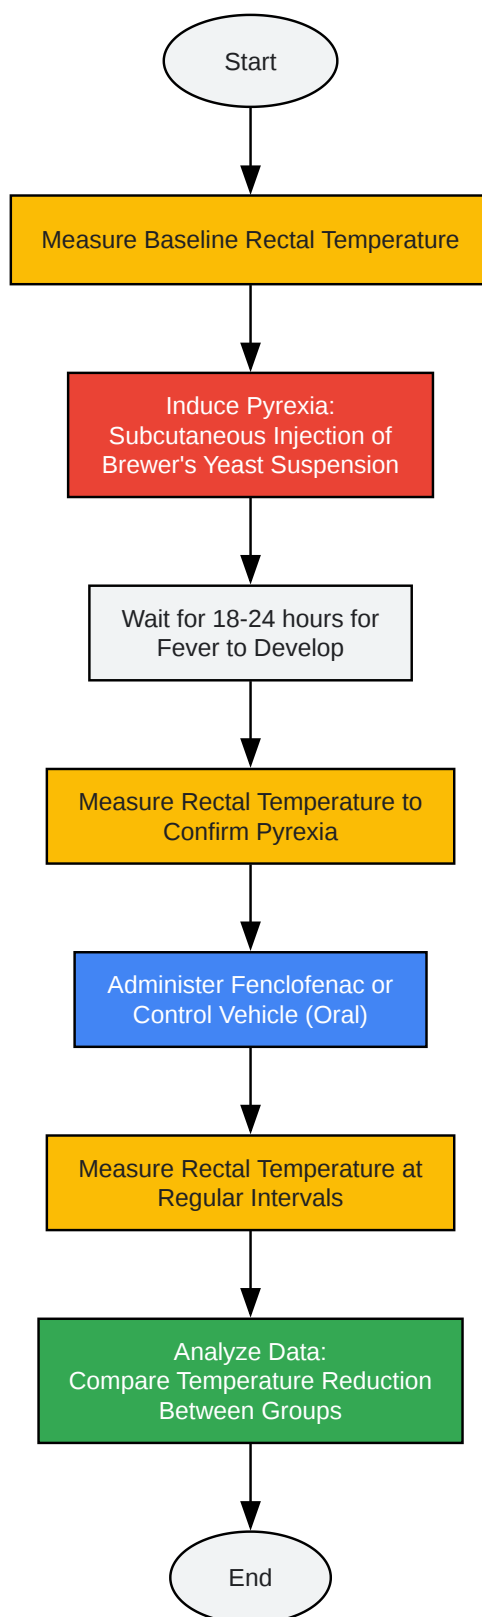 Start
Measure Baseline Rectal Temperature
Induce Pyrexia:
Subcutaneous Injection of
Brewer's Yeast Suspension
Wait for 18-24 hours for
Fever to Develop
Measure Rectal Temperature to
Confirm Pyrexia
Administer Fenclofenac or
Control Vehicle (Oral)
Measure Rectal Temperature at
Regular Intervals
Analyze Data:
Compare Temperature Reduction
Between Groups
End